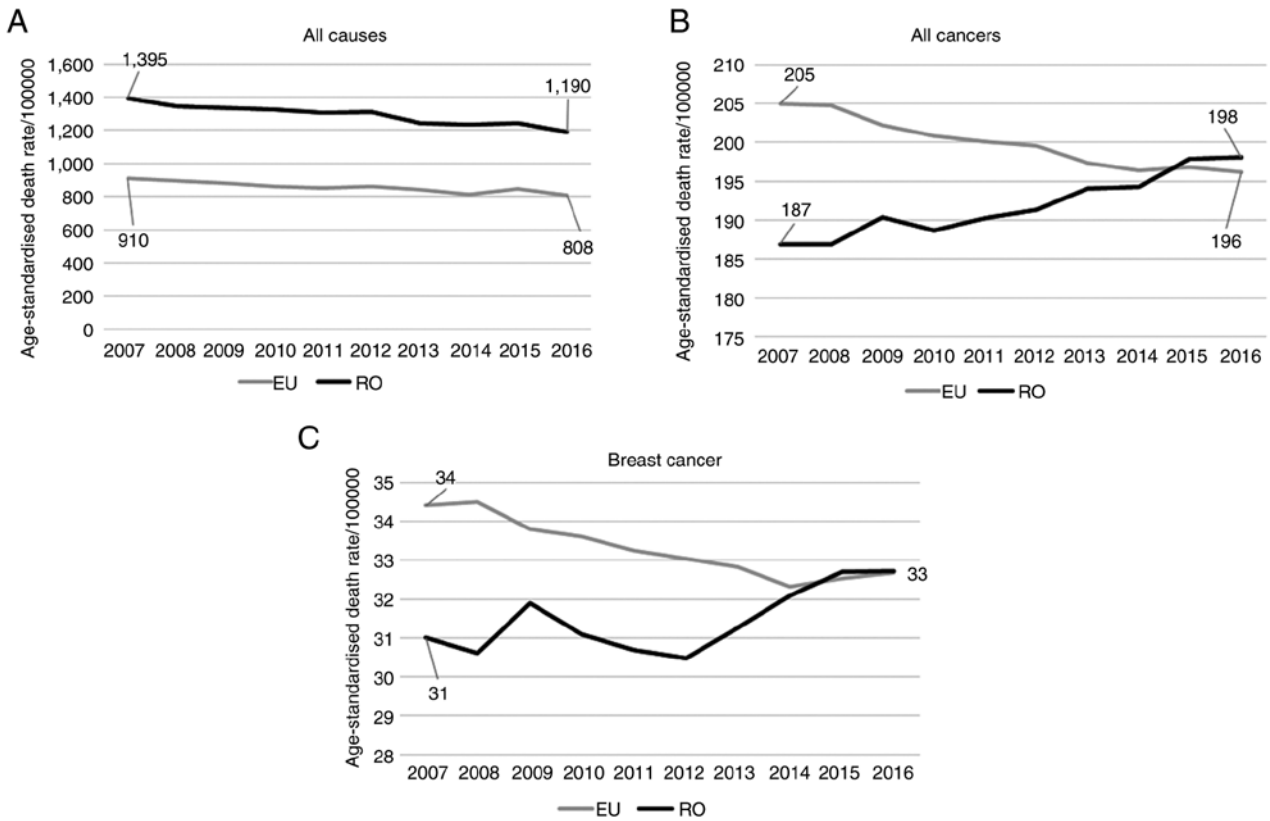 A
All causes
Age-standardised death rate/100000
1,600
1,400
1,200
1,000
800
600
400
200
0
1,395
1,190
910
808
2007 2008 2009 2010 2011 2012 2013 2014 2015 2016
EU RO
B
All cancers
Age-standardised death rate/100000
210
205
200
195
190
185
180
175
205
198
187
196
2007 2008 2009 2010 2011 2012 2013 2014 2015 2016
EU RO
C
Breast cancer
Age-standardised death rate/100000
35
34
33
32
31
30
29
28
34
33
31
2007 2008 2009 2010 2011 2012 2013 2014 2015 2016
EU RO